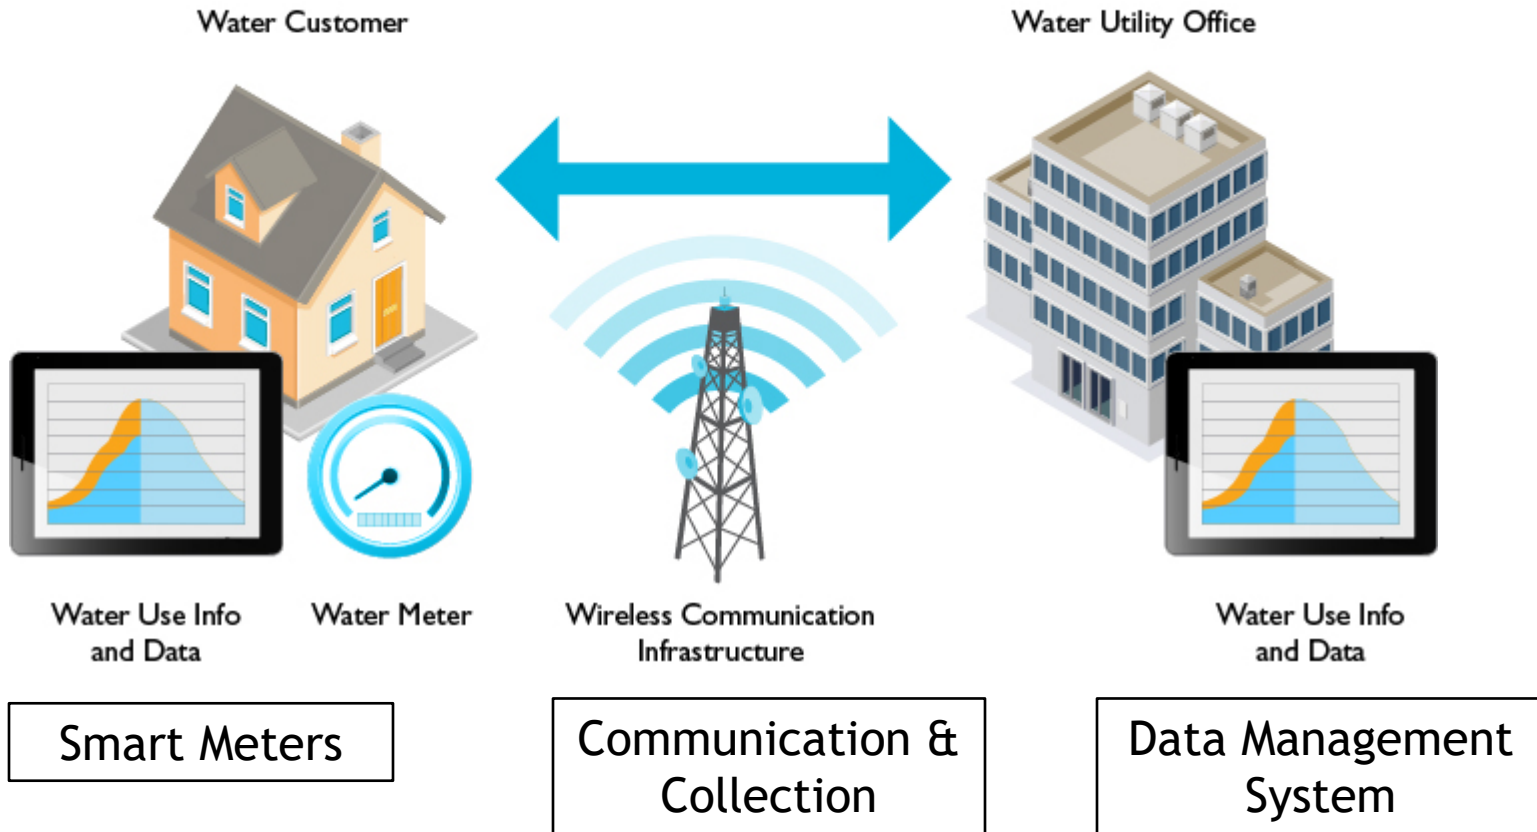 Water Customer
Water Utility Office
Water Use Info
and Data
Water Meter
Wireless Communication
Infrastructure
Water Use Info
and Data
Smart Meters
Communication &
Collection
Data Management
System